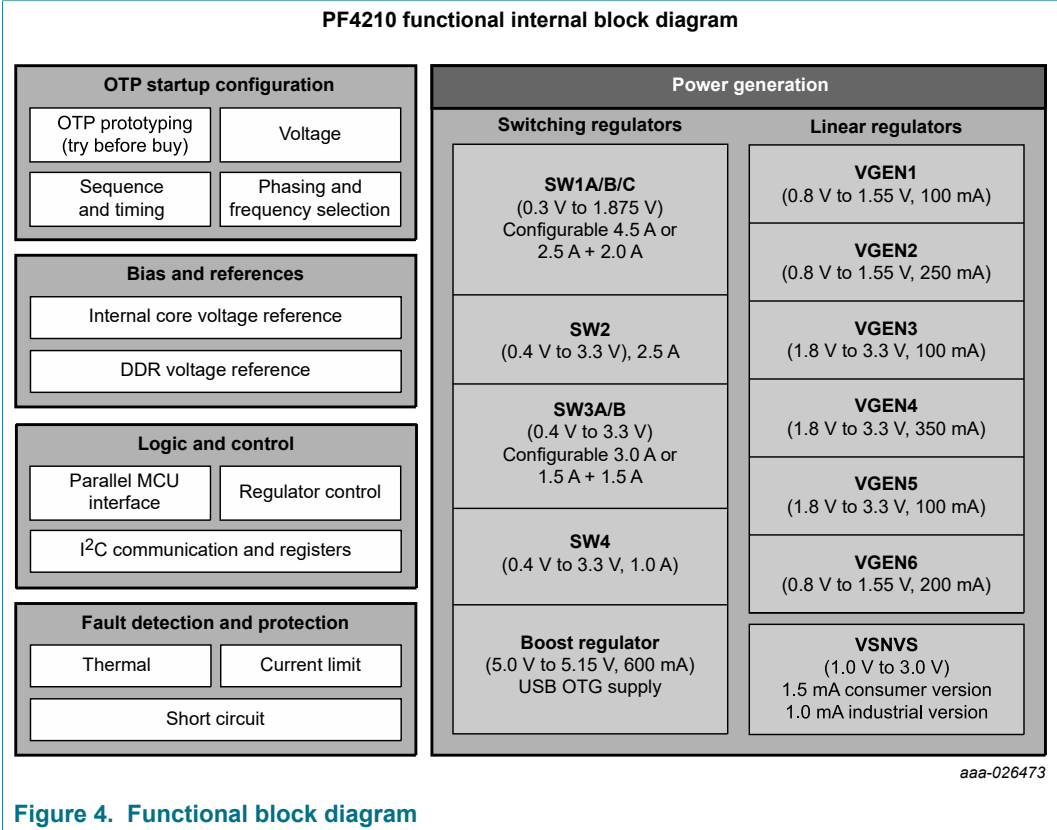 PF4210 functional internal block diagram
OTP startup configuration
OTP prototyping
(try before buy)
Voltage
Sequence
and timing
Phasing and
frequency selection
Bias and references
Internal core voltage reference
DDR voltage reference
Logic and control
Parallel MCU
interface
Regulator control
I2C communication and registers
Fault detection and protection
Thermal
Current limit
Short circuit
Power generation
Switching regulators
SW1A/B/C
(0.3 V to 1.875 V)
Configurable 4.5 A or
2.5 A + 2.0 A
SW2
(0.4 V to 3.3 V), 2.5 A
SW3A/B
(0.4 V to 3.3 V)
Configurable 3.0 A or
1.5 A + 1.5 A
SW4
(0.4 V to 3.3 V, 1.0 A)
Boost regulator
(5.0 V to 5.15 V, 600 mA)
USB OTG supply
Linear regulators
VGEN1
(0.8 V to 1.55 V, 100 mA)
VGEN2
(0.8 V to 1.55 V, 250 mA)
VGEN3
(1.8 V to 3.3 V, 100 mA)
VGEN4
(1.8 V to 3.3 V, 350 mA)
VGEN5
(1.8 V to 3.3 V, 100 mA)
VGEN6
(0.8 V to 1.55 V, 200 mA)
VSNVS
(1.0 V to 3.0 V)
1.5 mA consumer version
1.0 mA industrial version
aaa-026473
Figure 4. Functional block diagram